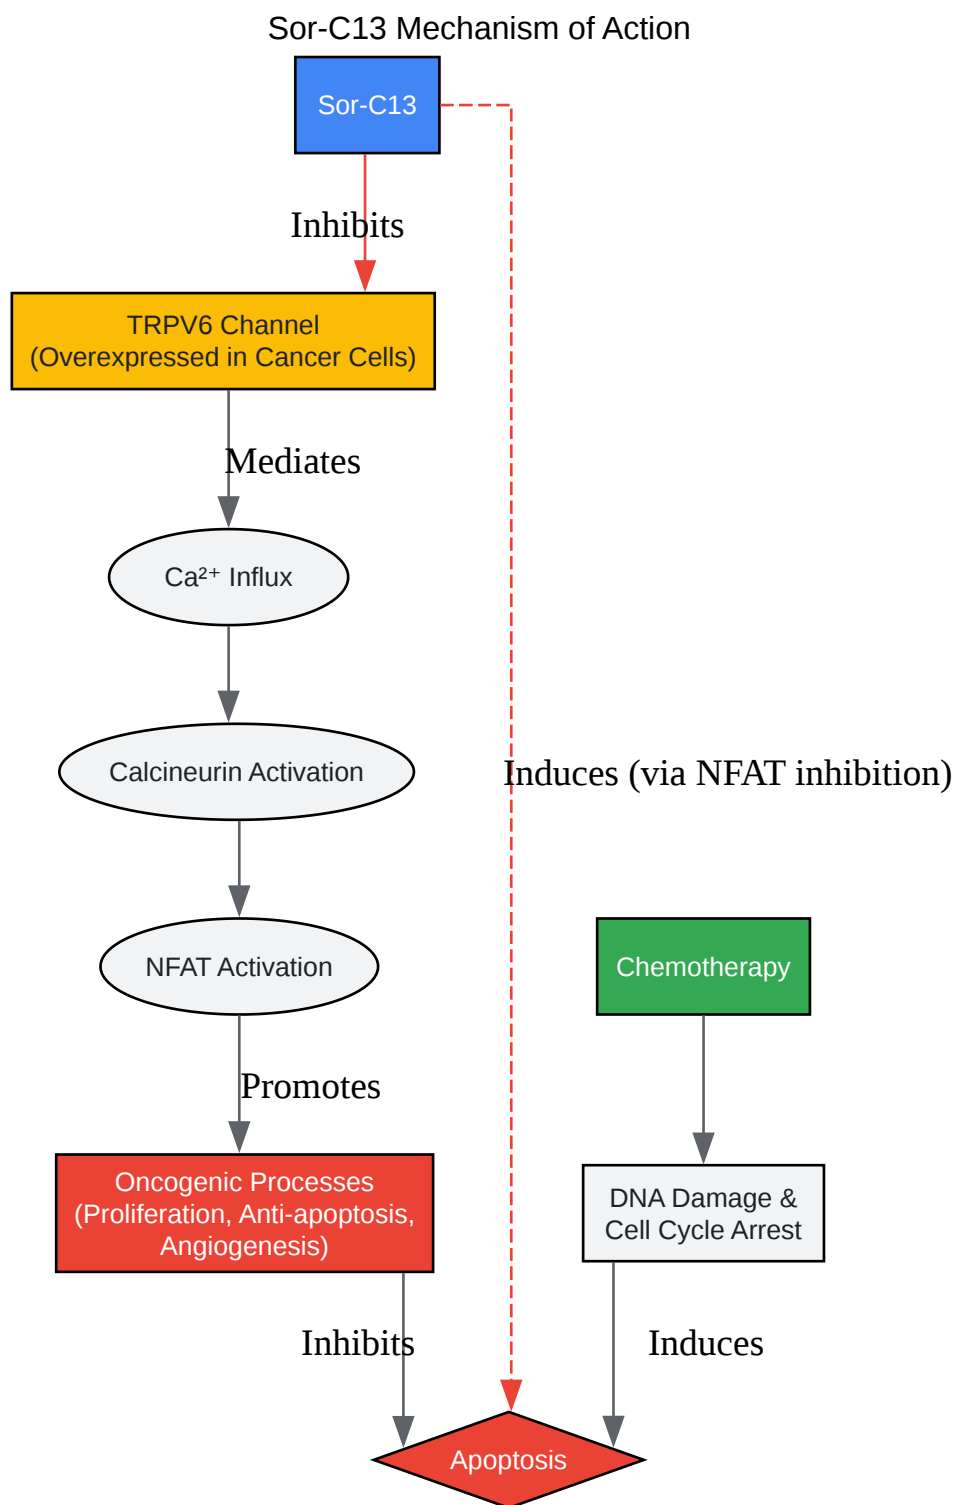 Sor-C13 Mechanism of Action
Sor-C13
Inhibits
TRPV6 Channel
(Overexpressed in Cancer Cells)
Mediates
Ca²⁺ Influx
Calcineurin Activation
Induces (via NFAT inhibition)
NFAT Activation
Chemotherapy
Promotes
Oncogenic Processes
(Proliferation, Anti-apoptosis,
Angiogenesis)
DNA Damage &
Cell Cycle Arrest
Inhibits
Induces
Apoptosis